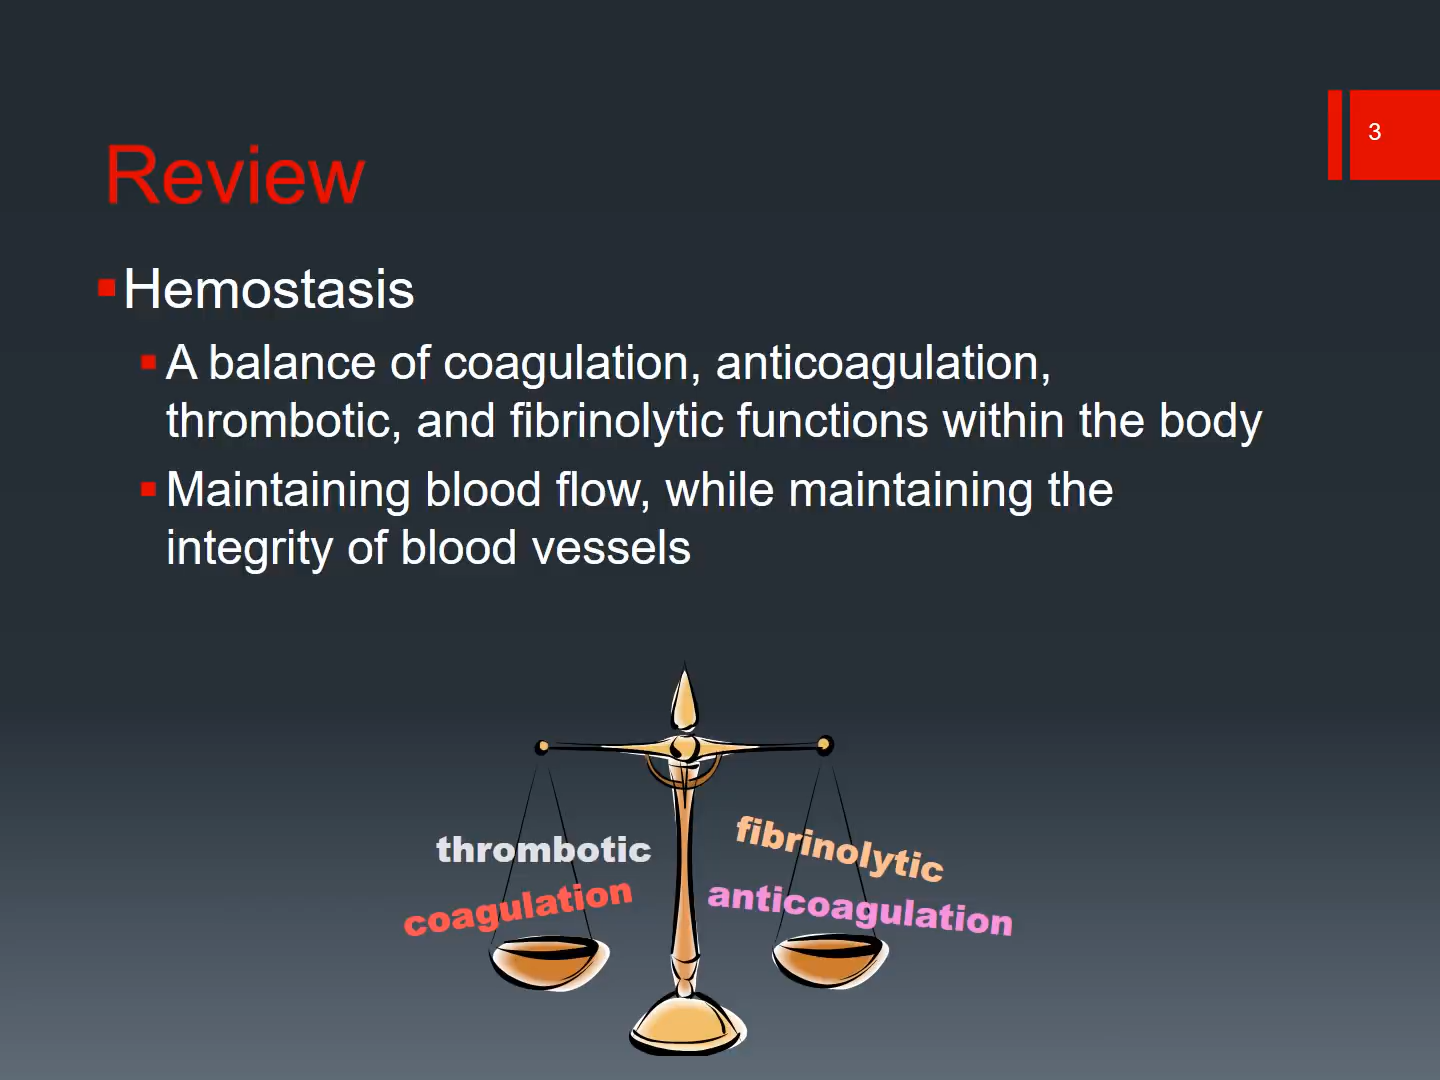 3
Review
Hemostasis
A balance of coagulation, anticoagulation,
thrombotic, and fibrinolytic functions within the body
Maintaining blood flow, while maintaining the
integrity of blood vessels
thrombotic
coagulation
fibrinolytic
anticoagulation